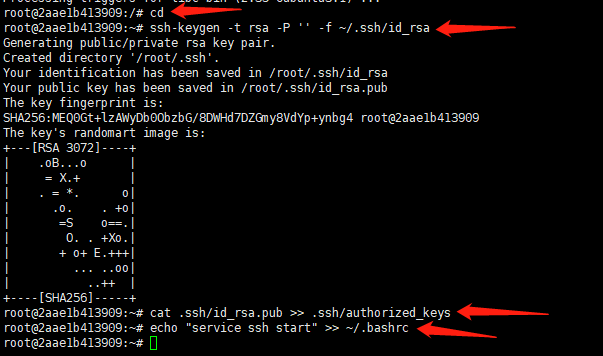 root@2aae1b413909:/# cd
root@2aae1b413909:~# ssh-keygen -t rsa -P '' -f ~/.ssh/id_rsa
Generating public/private rsa key pair.
Created directory '/root/.ssh'.
Your identification has been saved in /root/.ssh/id_rsa
Your public key has been saved in /root/.ssh/id_rsa.pub
The key fingerprint is:
SHA256:MEQ0Gt+lzAWyDb0ObzbG/8DWHd7DZGmy8VdYp+ynbg4 root@2aae1b413909
The key's randomart image is:
+---[RSA 3072]----+
|    .oB...o      |
|     = X.+       |
|    . = *.      o|
|      .o.    . +o|
|       =S    o==.|
|       O. . +Xo.|
|      + o+ E.+++|
|        ... ..oo|
|          ..++  |
+----[SHA256]-----+
root@2aae1b413909:~# cat .ssh/id_rsa.pub >> .ssh/authorized_keys
root@2aae1b413909:~# echo "service ssh start" >> ~/.bashrc
root@2aae1b413909:~#